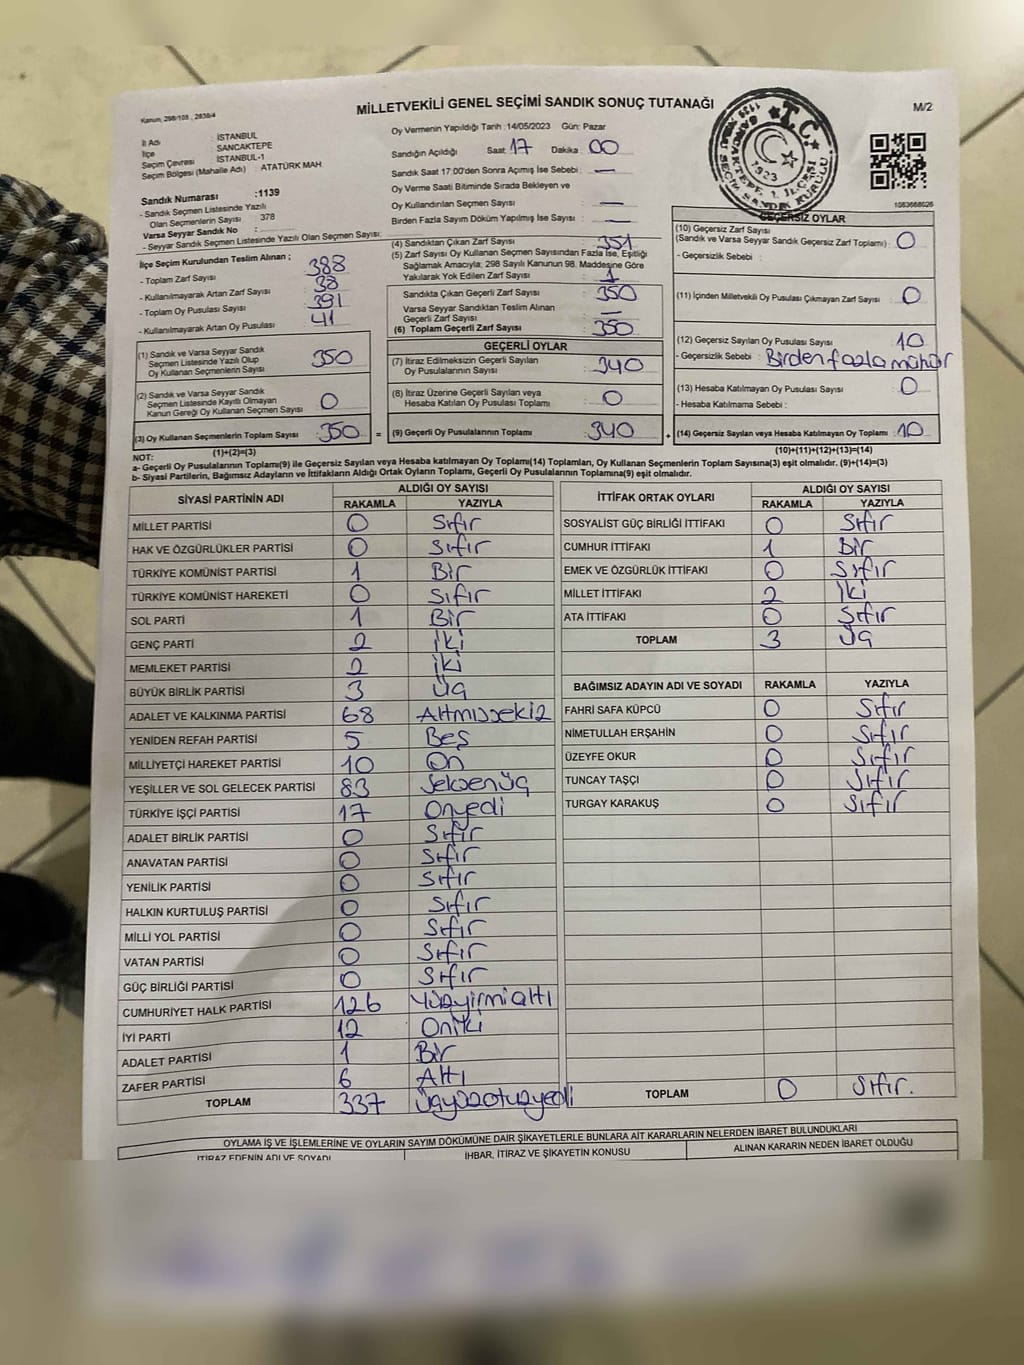 Kanun, 298/105 , 2839/4
MİLLETVEKİLİ GENEL SEÇİMİ SANDIK SONUÇ TUTANAĞI
M/2
İl Adı : İSTANBUL
İlçe : SANCAKTEPE
Seçim Çevresi : İSTANBUL-1
Seçim Bölgesi (Mahalle Adı) : ATATÜRK MAH.
Sandık Numarası :1139
- Sandık Seçmen Listesinde Yazılı
Olan Seçmenlerin Sayısı : 378
Varsa Seyyar Sandık No :
- Seyyar Sandık Seçmen Listesinde Yazılı Olan Seçmen Sayısı:
İlçe Seçim Kurulundan Teslim Alınan ;
- Toplam Zarf Sayısı : 388
- Kullanılmayarak Artan Zarf Sayısı : 38
- Toplam Oy Pusulası Sayısı : 391
- Kullanılmayarak Artan Oy Pusulası : 41
(1) Sandık ve Varsa Seyyar Sandık
Seçmen Listesinde Yazılı Olup
Oy Kullanan Seçmenlerin Sayısı 350
(2) Sandık ve Varsa Seyyar Sandık
Seçmen Listesinde Kayıtlı Olmayan
Kanun Gereği Oy Kullanan Seçmen Sayısı 0
(3) Oy Kullanan Seçmenlerin Toplam Sayısı 350 =
(1)+(2)=(3)
Oy Vermenin Yapıldığı Tarih :14/05/2023 Gün: Pazar
Sandığın Açıldığı Saat 17 Dakika 00
Sandık Saat 17:00'den Sonra Açımış İse Sebebi : —
Oy Verme Saati Bitiminde Sırada Bekleyen ve
Oy Kullandırılan Seçmen Sayısı —
Birden Fazla Sayım Döküm Yapılmış İse Sayısı : —
(4) Sandıktan Çıkan Zarf Sayısı 351
(5) Zarf Sayısı Oy Kullanan Seçmen Sayısından Fazla İse, Eşitliği
Sağlamak Amacıyla, 298 Sayılı Kanunun 98. Maddesine Göre
Yakılarak Yok Edilen Zarf Sayısı : 1
Sandıkta Çıkan Geçerli Zarf Sayısı 350
Varsa Seyyar Sandıktan Teslim Alınan
Geçerli Zarf Sayısı —
(6) Toplam Geçerli Zarf Sayısı 350
GEÇERLİ OYLAR
(7) İtiraz Edilmeksizin Geçerli Sayılan
Oy Pusulalarının Sayısı : 340
(8) İtiraz Üzerine Geçerli Sayılan veya
Hesaba Katılan Oy Pusulası Toplamı : 0
(9) Geçerli Oy Pusulalarının Toplamı 340 +
T.C.
1923
1063668026
GEÇERSİZ OYLAR
(10) Geçersiz Zarf Sayısı
(Sandık ve Varsa Seyyar Sandık Geçersiz Zarf Toplamı) : 0
- Geçersizlik Sebebi :
(11) İçinden Milletvekili Oy Pusulası Çıkmayan Zarf Sayısı : 0
(12) Geçersiz Sayılan Oy Pusulası Sayısı : 10
- Geçersizlik Sebebi : Birden fazla mühür
(13) Hesaba Katılmayan Oy Pusulası Sayısı : 0
- Hesaba Katılmama Sebebi :
(14) Geçersiz Sayılan veya Hesaba Katılmayan Oy Toplamı 10
(10)+(11)+(12)+(13)=(14)
NOT:
a- Geçerli Oy Pusulalarının Toplamı(9) ile Geçersiz Sayılan veya Hesaba katılmayan Oy Toplamı(14) Toplamları, Oy Kullanan Seçmenlerin Toplam Sayısına(3) eşit olmalıdır. (9)+(14)=(3)
b- Siyasi Partilerin, Bağımsız Adayların ve İttifakların Aldığı Ortak Oyların Toplamı, Geçerli Oy Pusulalarının Toplamına(9) eşit olmalıdır.
SİYASİ PARTİNİN ADI ALDIĞI OY SAYISI
RAKAMLA YAZIYLA
MİLLET PARTİSİ 0 Sıfır
HAK VE ÖZGÜRLÜKLER PARTİSİ 0 Sıfır
TÜRKİYE KOMÜNİST PARTİSİ 1 Bir
TÜRKİYE KOMÜNİST HAREKETİ 0 Sıfır
SOL PARTİ 1 Bir
GENÇ PARTİ 2 İki
MEMLEKET PARTİSİ 2 İki
BÜYÜK BİRLİK PARTİSİ 3 Üç
ADALET VE KALKINMA PARTİSİ 68 Altmışsekiz
YENİDEN REFAH PARTİSİ 5 Beş
MİLLİYETÇİ HAREKET PARTİSİ 10 On
YEŞİLLER VE SOL GELECEK PARTİSİ 83 Seksenüç
TÜRKİYE İŞÇİ PARTİSİ 17 Onyedi
ADALET BİRLİK PARTİSİ 0 Sıfır
ANAVATAN PARTİSİ 0 Sıfır
YENİLİK PARTİSİ 0 Sıfır
HALKIN KURTULUŞ PARTİSİ 0 Sıfır
MİLLİ YOL PARTİSİ 0 Sıfır
VATAN PARTİSİ 0 Sıfır
GÜÇ BİRLİĞİ PARTİSİ 0 Sıfır
CUMHURİYET HALK PARTİSİ 126 Yüzyirmialtı
İYİ PARTİ 12 Oniki
ADALET PARTİSİ 1 Bir
ZAFER PARTİSİ 6 Altı
TOPLAM 337 Üçyüzotuzyedi
İTTİFAK ORTAK OYLARI ALDIĞI OY SAYISI
RAKAMLA YAZIYLA
SOSYALİST GÜÇ BİRLİĞİ İTTİFAKI 0 Sıfır
CUMHUR İTTİFAKI 1 Bir
EMEK VE ÖZGÜRLÜK İTTİFAKI 0 Sıfır
MİLLET İTTİFAKI 2 İki
ATA İTTİFAKI 0 Sıfır
TOPLAM 3 Üç
BAĞIMSIZ ADAYIN ADI VE SOYADI RAKAMLA YAZIYLA
FAHRİ SAFA KÜPCÜ 0 Sıfır
NİMETULLAH ERŞAHİN 0 Sıfır
ÜZEYFE OKUR 0 Sıfır
TUNCAY TAŞÇI 0 Sıfır
TURGAY KARAKUŞ 0 Sıfır
TOPLAM 0 Sıfır.
OYLAMA İŞ VE İŞLEMLERİNE VE OYLARIN SAYIM DÖKÜMÜNE DAİR ŞİKAYETLERLE BUNLARA AİT KARARLARIN NELERDEN İBARET BULUNDUKLARI
İTİRAZ EDENİN ADI VE SOYADI İHBAR, İTİRAZ VE ŞİKAYETİN KONUSU ALINAN KARARIN NEDEN İBARET OLDUĞU